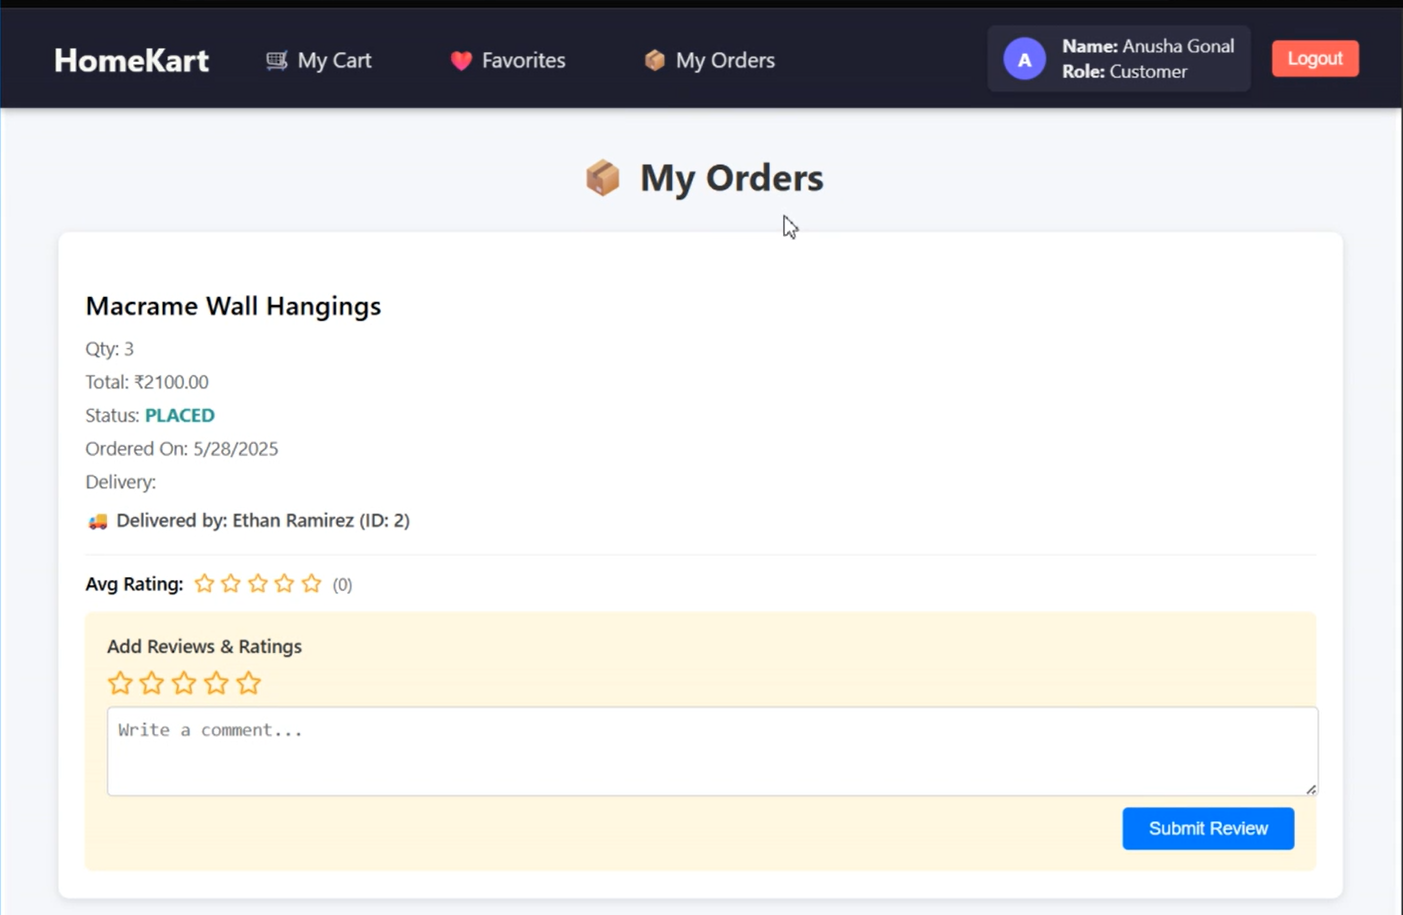 HomeKart
My Cart
Favorites
My Orders
A
Name: Anusha Gonal
Role: Customer
Logout
My Orders
Macrame Wall Hangings
Qty: 3
Total: ₹2100.00
Status: PLACED
Ordered On: 5/28/2025
Delivery:
Delivered by: Ethan Ramirez (ID: 2)
Avg Rating: (0)
Add Reviews & Ratings
Write a comment...
Submit Review